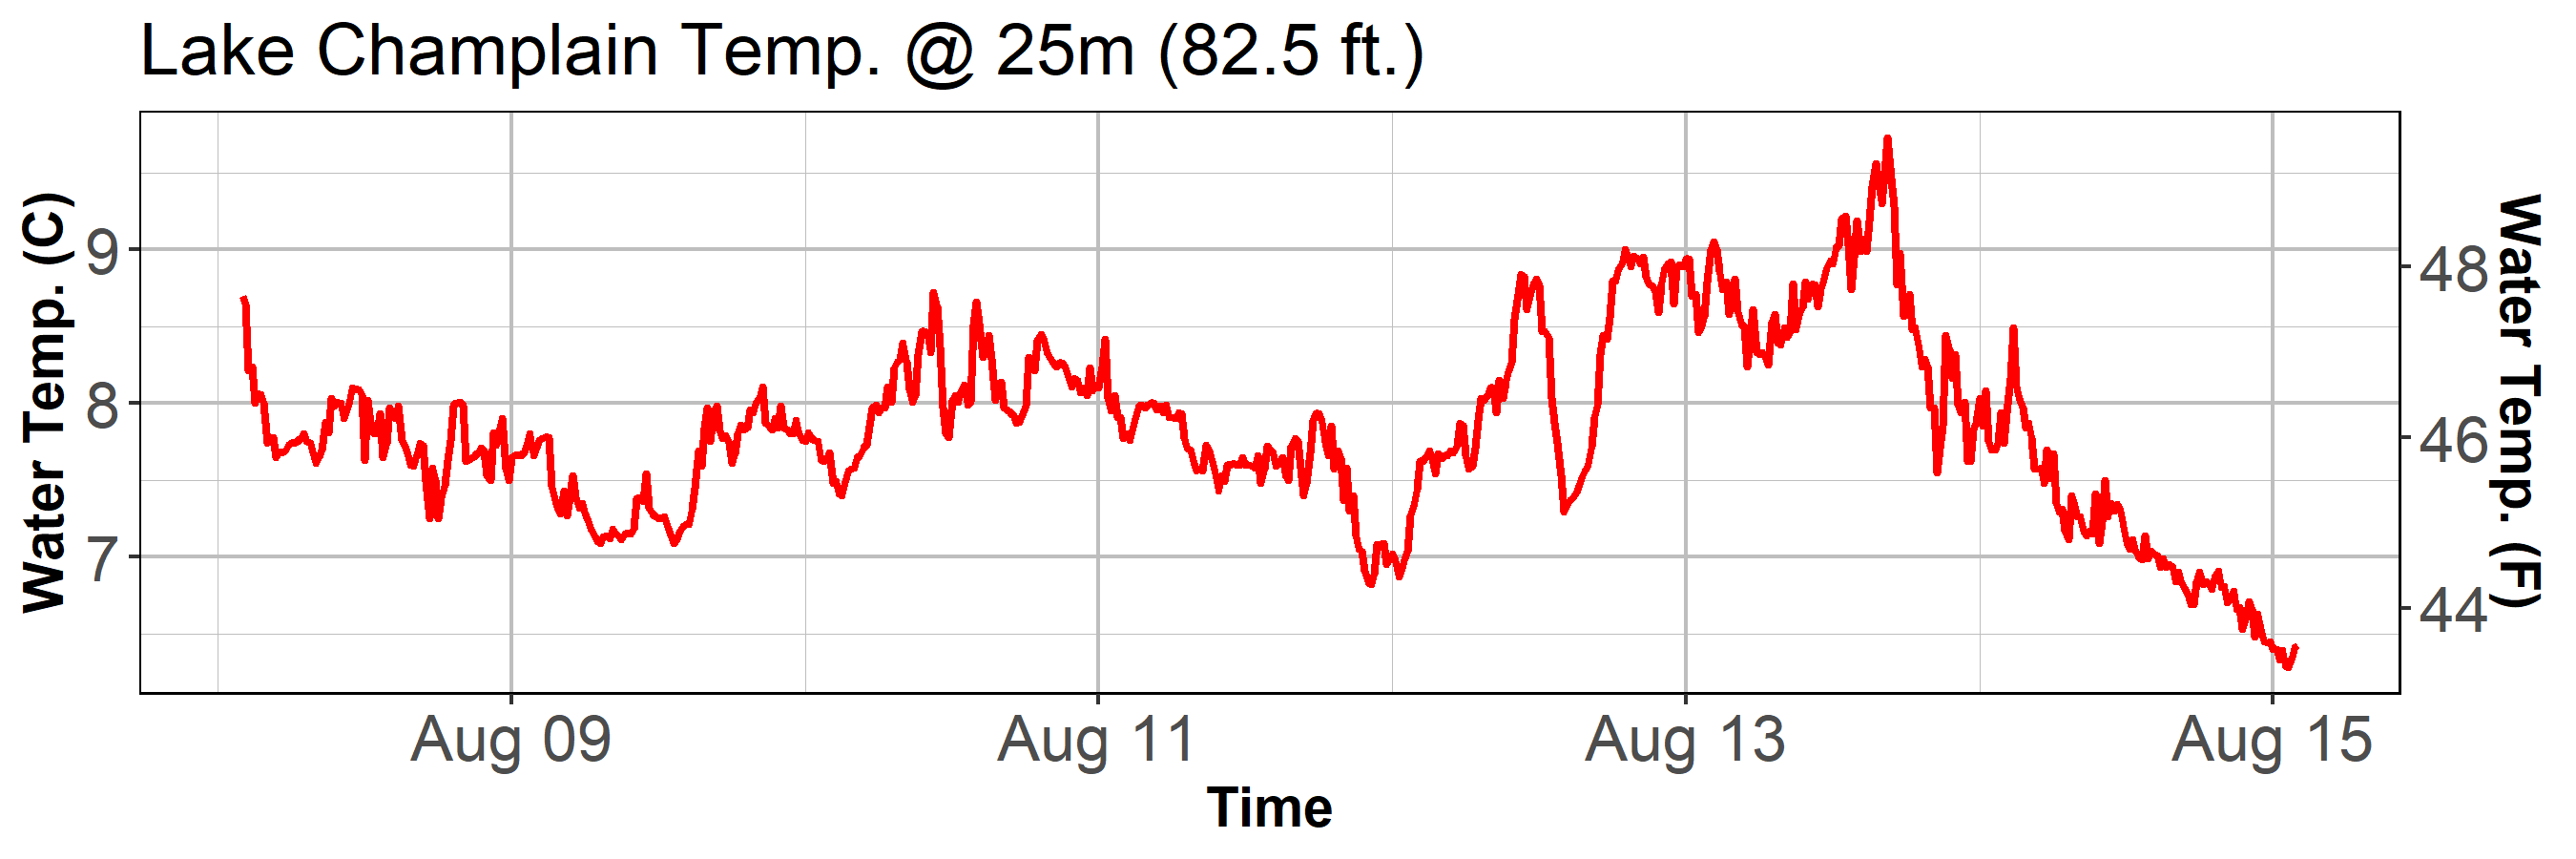 Lake Champlain Temp. @ 25m (82.5 ft.)
Water Temp. (C)
9
8
7
48
46
44
Water Temp. (F)
Aug 09 Aug 11 Aug 13 Aug 15
Time